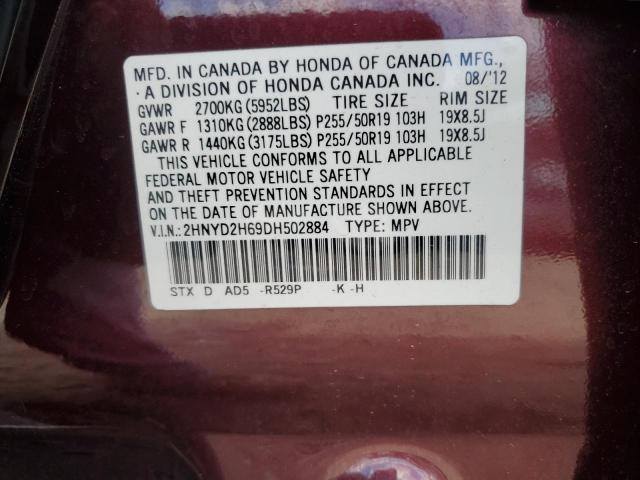 MFD. IN CANADA BY HONDA OF CANADA MFG.,
A DIVISION OF HONDA CANADA INC. 08/'12
GVWR 2700KG(5952LBS) TIRE SIZE RIM SIZE
GAWR F 1310KG(2888LBS) P255/50R19 103H 19X8.5J
GAWR R 1440KG(3175LBS) P255/50R19 103H 19X8.5J
THIS VEHICLE CONFORMS TO ALL APPLICABLE
FEDERAL MOTOR VEHICLE SAFETY
AND THEFT PREVENTION STANDARDS IN EFFECT
ON THE DATE OF MANUFACTURE SHOWN ABOVE.
V.I.N.:2HNYD2H69DH502884 TYPE: MPV
STX D AD5 -R529P -K -H